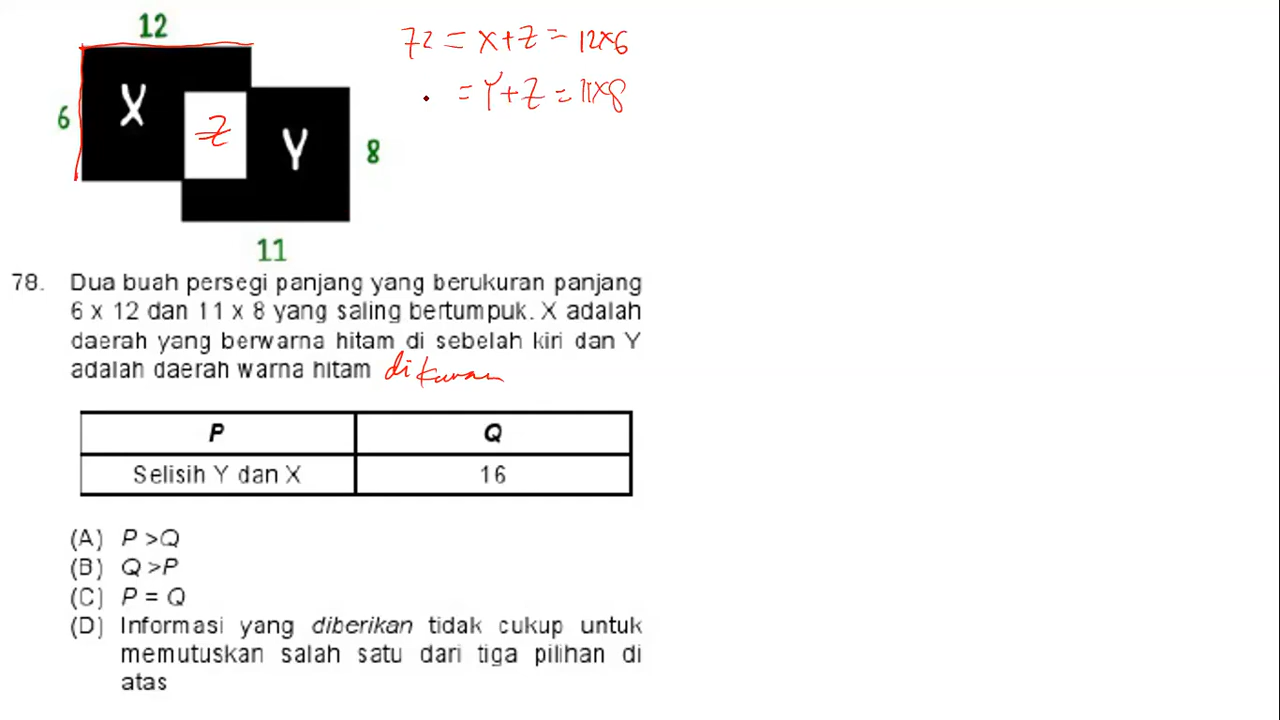 12
72 = X+Z = 12x6
X
6
Z
= Y+Z = 11x8
Y
8
11
78. Dua buah persegi panjang yang berukuran panjang
6 x 12 dan 11 x 8 yang saling bertumpuk. X adalah
daerah yang berwarna hitam di sebelah kiri dan Y
adalah daerah warna hitam di kanan
P Q
Selisih Y dan X 16
(A) P >Q
(B) Q >P
(C) P = Q
(D) Informasi yang diberikan tidak cukup untuk
memutuskan salah satu dari tiga pilihan di
atas